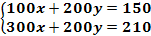 100x + 200y = 150
300x + 200y = 210